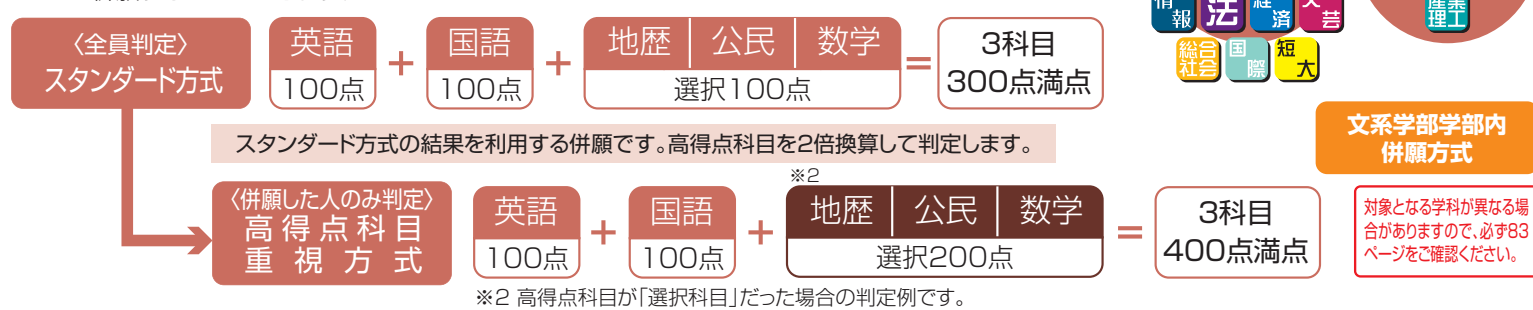 〈全員判定〉
スタンダード方式
英語
100点
+
国語
100点
+
地歴 公民 数学
選択100点
=
3科目
300点満点
スタンダード方式の結果を利用する併願です。高得点科目を2倍換算して判定します。
〈併願した人のみ判定〉
高得点科目
重視方式
英語
100点
+
国語
100点
+
※2
地歴 公民 数学
選択200点
=
3科目
400点満点
※2 高得点科目が「選択科目」だった場合の判定例です。
情報 法 経済 文芸
総合社会 国際 短大
産業理工
文系学部学部内
併願方式
対象となる学科が異なる場
合がありますので、必ず83
ページをご確認ください。